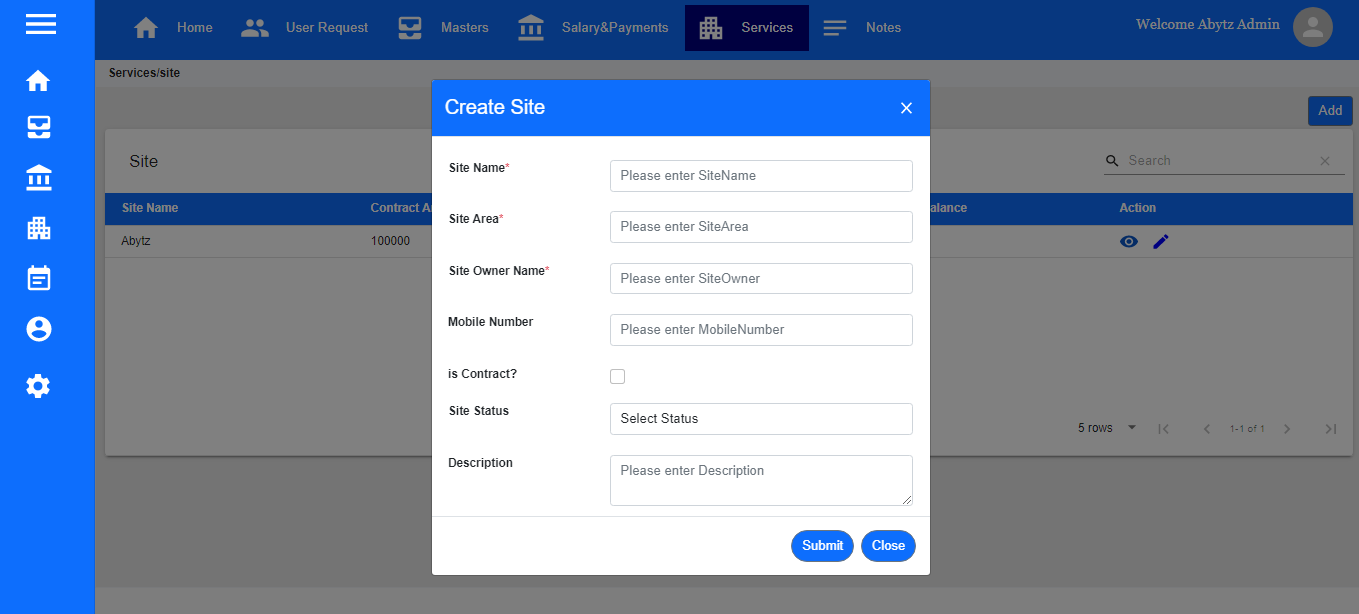 Home User Request Masters Salary&Payments Services Notes Welcome Abytz Admin
Services/site
Create Site
Add
Site
Search
Site Name*
Please enter SiteName
Site Name Contract Ar alance Action
Site Area*
Please enter SiteArea
Abytz 100000
Site Owner Name*
Please enter SiteOwner
Mobile Number
Please enter MobileNumber
is Contract?
Site Status
Select Status
5 rows 1-1 of 1
Description
Please enter Description
Submit Close